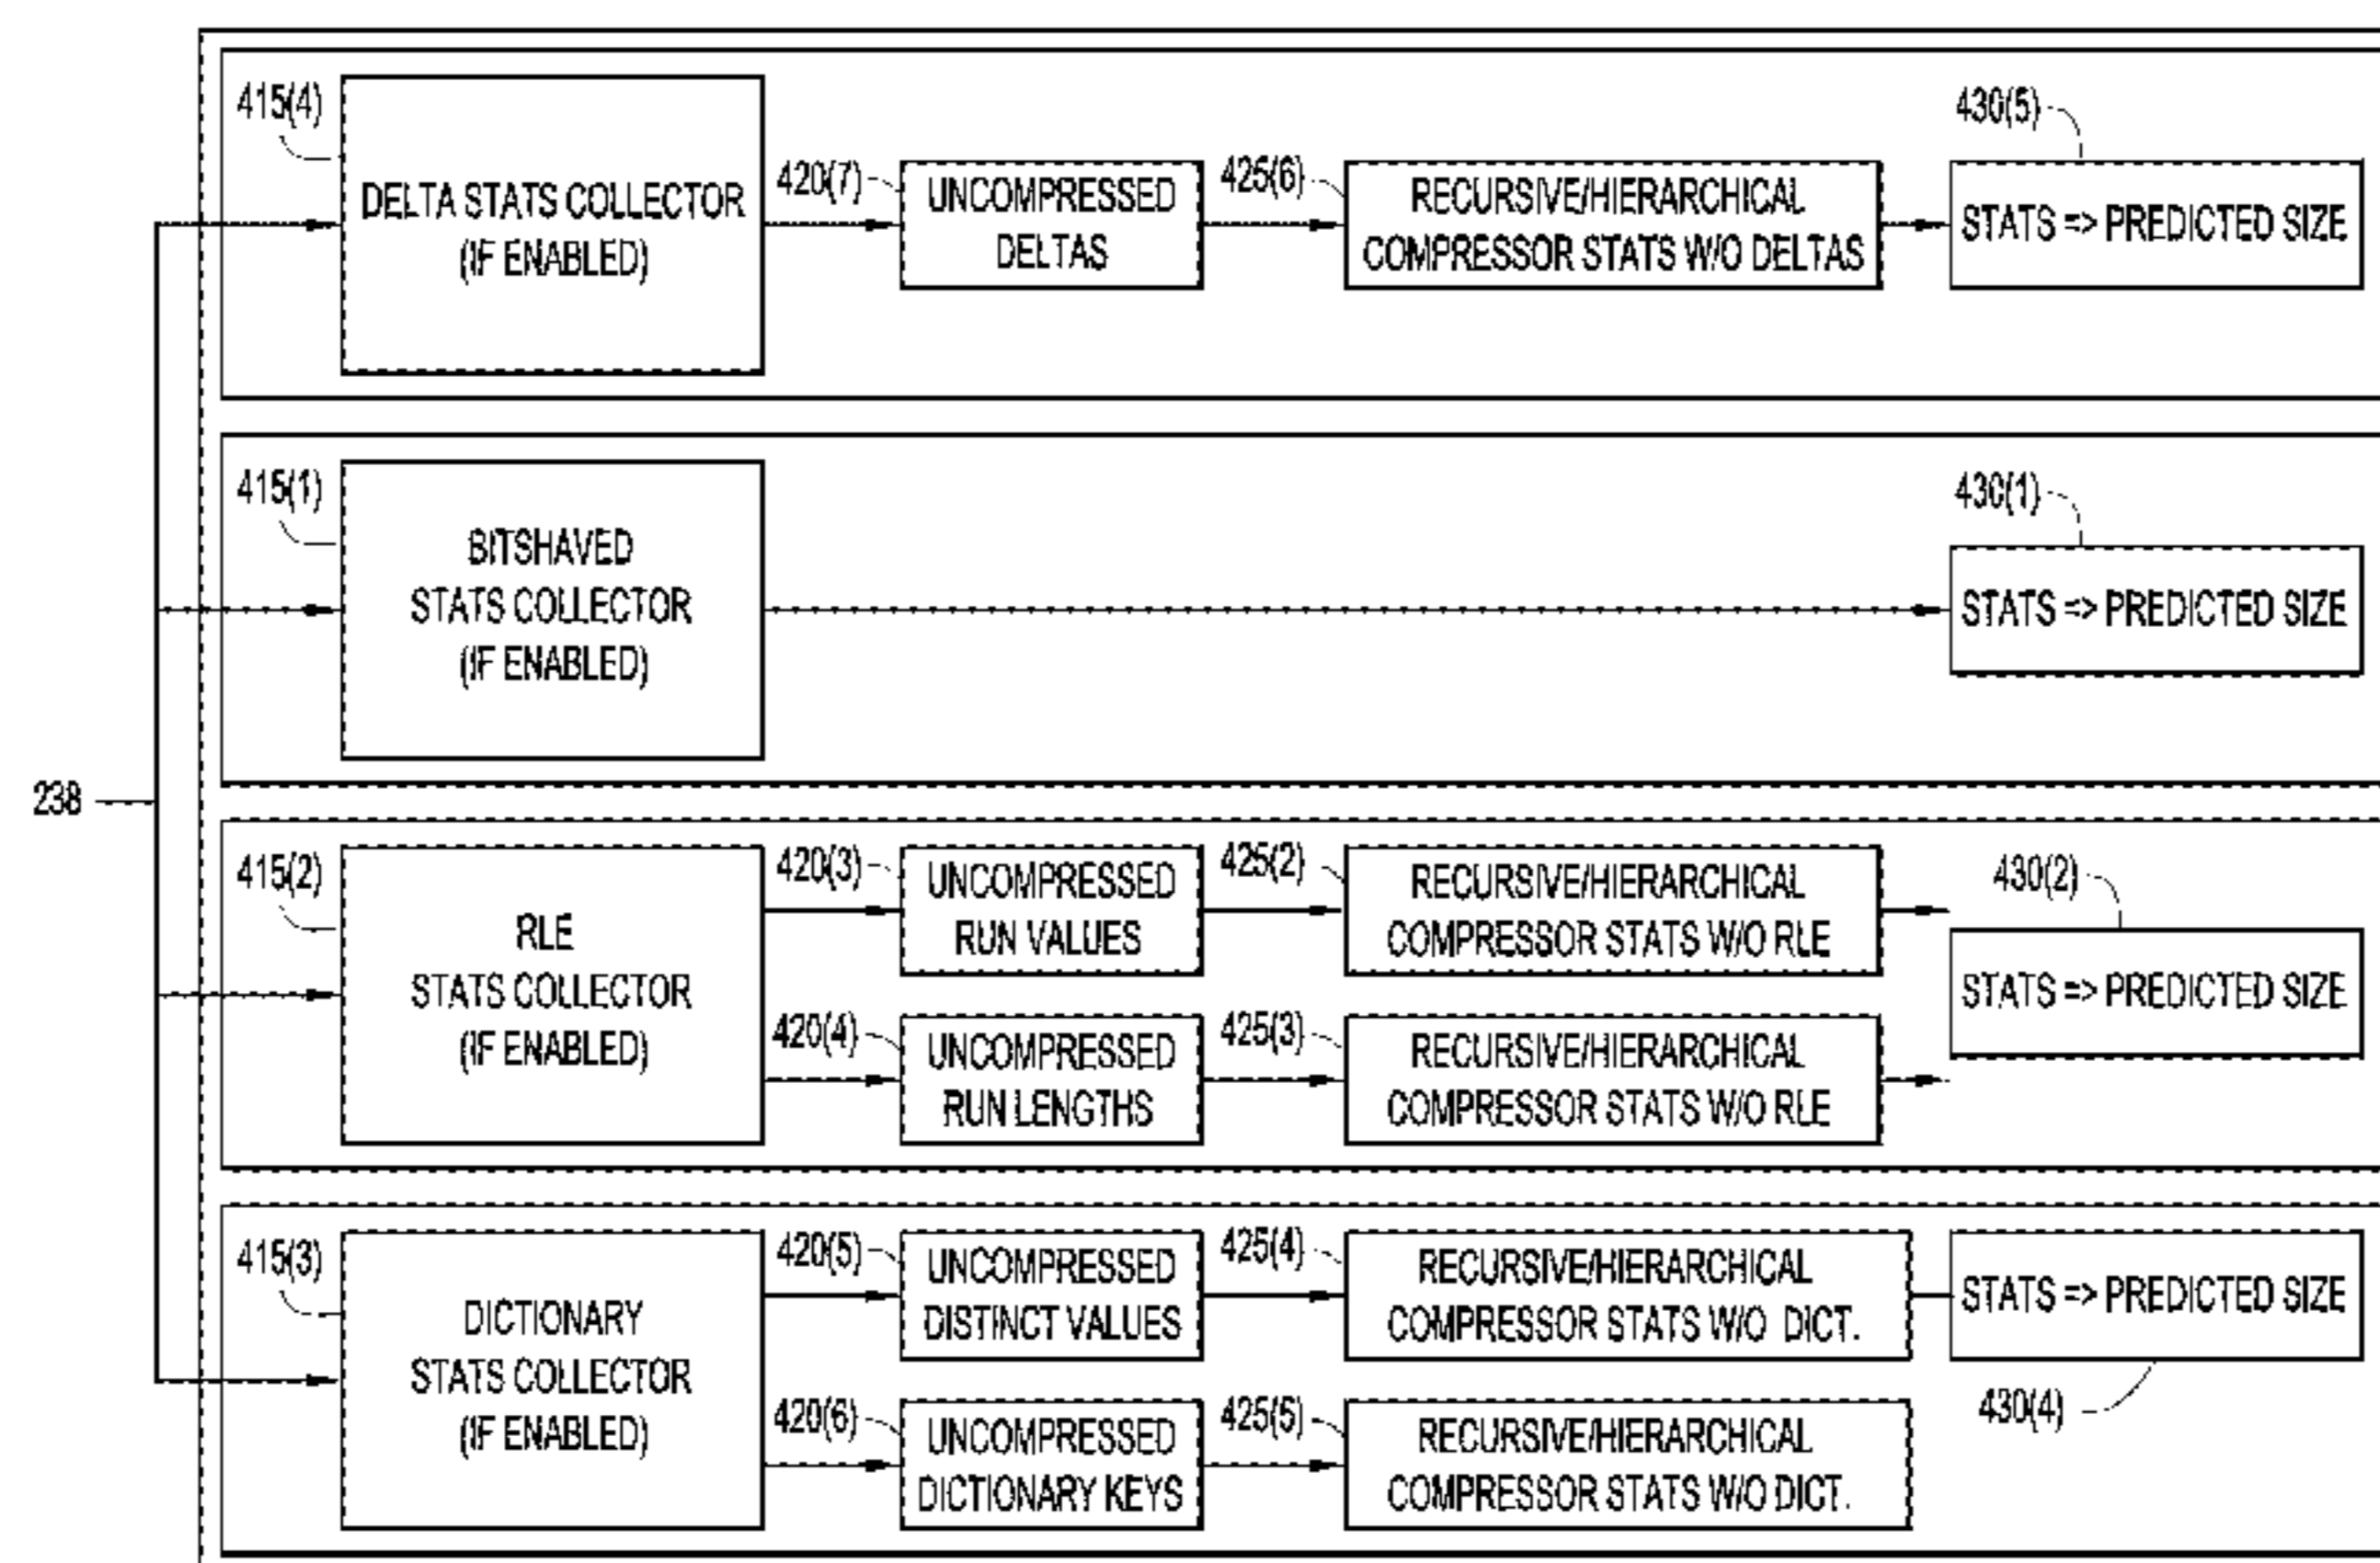 415(4)
DELTA STATS COLLECTOR
(IF ENABLED)
420(7)
UNCOMPRESSED
DELTAS
425(6)
RECURSIVE/HIERARCHICAL
COMPRESSOR STATS W/O DELTAS
430(5)
STATS => PREDICTED SIZE
415(1)
BITSHAVED
STATS COLLECTOR
(IF ENABLED)
430(1)
STATS => PREDICTED SIZE
238
415(2)
RLE
STATS COLLECTOR
(IF ENABLED)
420(3)
UNCOMPRESSED
RUN VALUES
425(2)
RECURSIVE/HIERARCHICAL
COMPRESSOR STATS W/O RLE
420(4)
UNCOMPRESSED
RUN LENGTHS
425(3)
RECURSIVE/HIERARCHICAL
COMPRESSOR STATS W/O RLE
430(2)
STATS => PREDICTED SIZE
415(3)
DICTIONARY
STATS COLLECTOR
(IF ENABLED)
420(5)
UNCOMPRESSED
DISTINCT VALUES
425(4)
RECURSIVE/HIERARCHICAL
COMPRESSOR STATS W/O DICT.
STATS => PREDICTED SIZE
430(4)
420(6)
UNCOMPRESSED
DICTIONARY KEYS
425(5)
RECURSIVE/HIERARCHICAL
COMPRESSOR STATS W/O DICT.